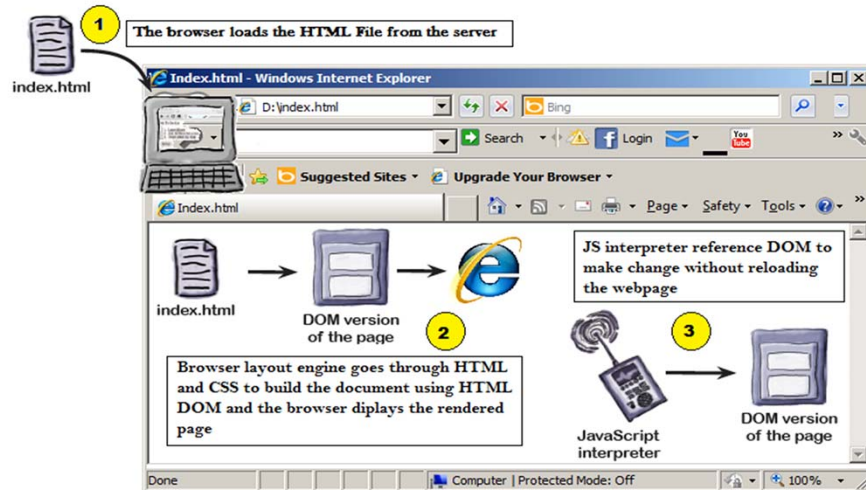 1
The browser loads the HTML File from the server
index.html
Index.html - Windows Internet Explorer
D:\index.html
Bing
Search
Login
You
Tube
Suggested Sites
Upgrade Your Browser
Index.html
Page
Safety
Tools
index.html
DOM version
of the page
2
Browser layout engine goes through HTML
and CSS to build the document using HTML
DOM and the browser diplays the rendered
page
JS interpreter reference DOM to
make change without reloading
the webpage
3
JavaScript
interpreter
DOM version
of the page
Done
Computer | Protected Mode: Off
100%